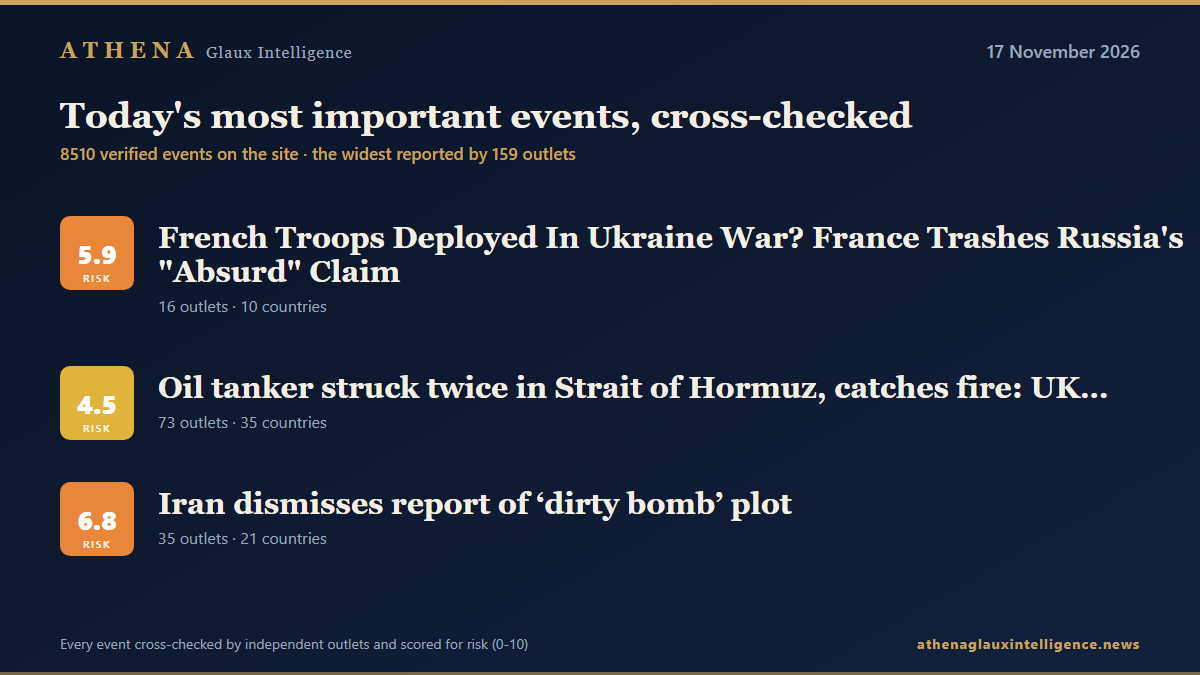 ATHENA Glaux Intelligence
17 November 2026
Today's most important events, cross-checked
8510 verified events on the site · the widest reported by 159 outlets
5.9
RISK
French Troops Deployed In Ukraine War? France Trashes Russia's
"Absurd" Claim
16 outlets · 10 countries
4.5
RISK
Oil tanker struck twice in Strait of Hormuz, catches fire: UK…
73 outlets · 35 countries
6.8
RISK
Iran dismisses report of ‘dirty bomb’ plot
35 outlets · 21 countries
Every event cross-checked by independent outlets and scored for risk (0-10)
athenaglauxintelligence.news